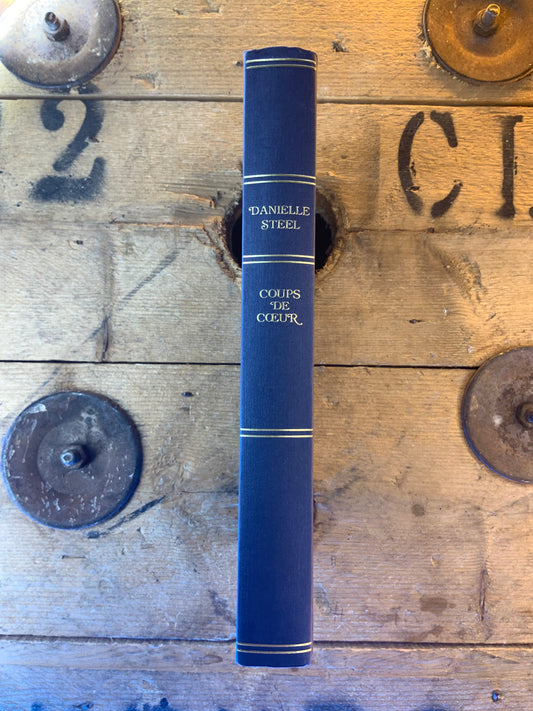 2
C I.
DANIELLE
STEEL
COUPS
DE
CŒUR